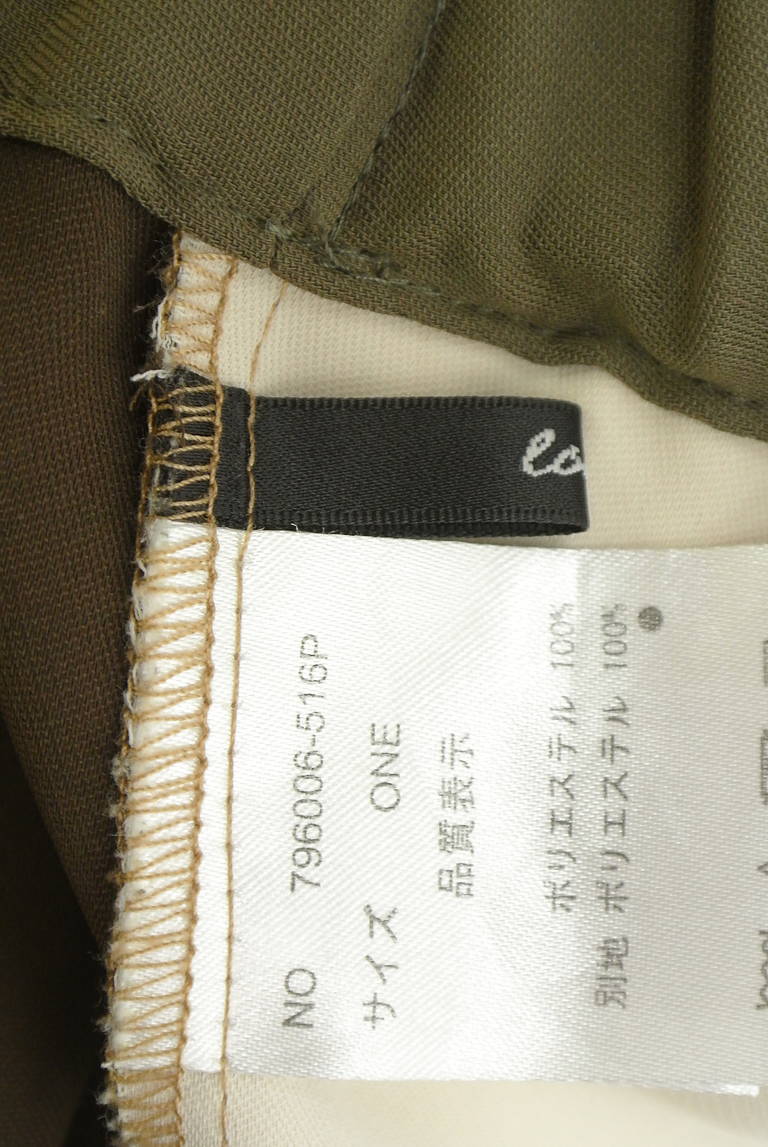 lo
NO 796006-516P
サイズ ONE
品質表示
ポリエステル 100%
別地 ポリエステル 100%